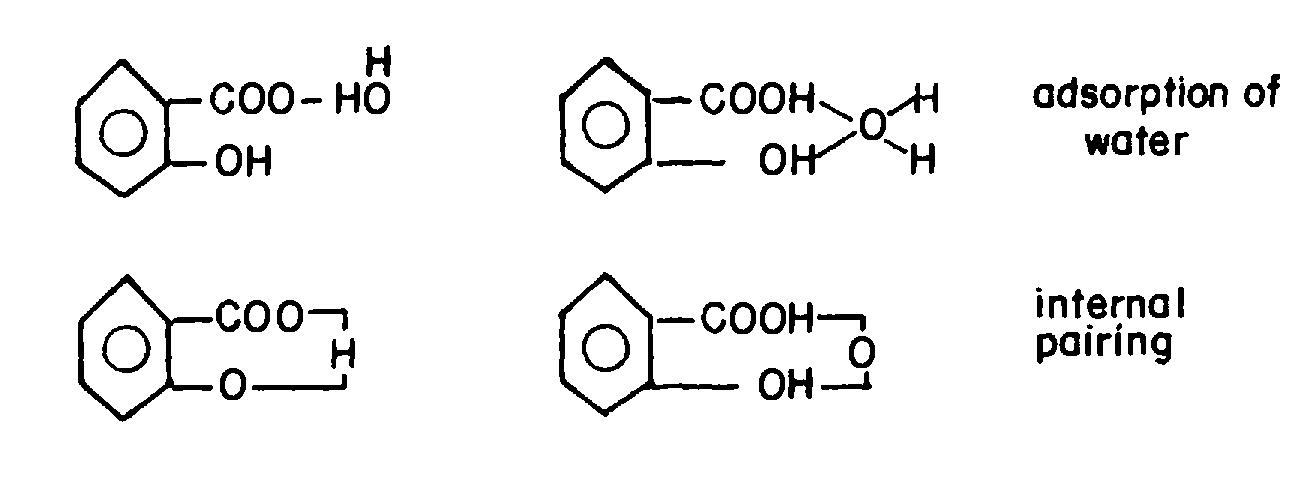 H
COO HO COOH O H adsorption of
OH OH H water
COO COOH internal
H O pairing
O OH